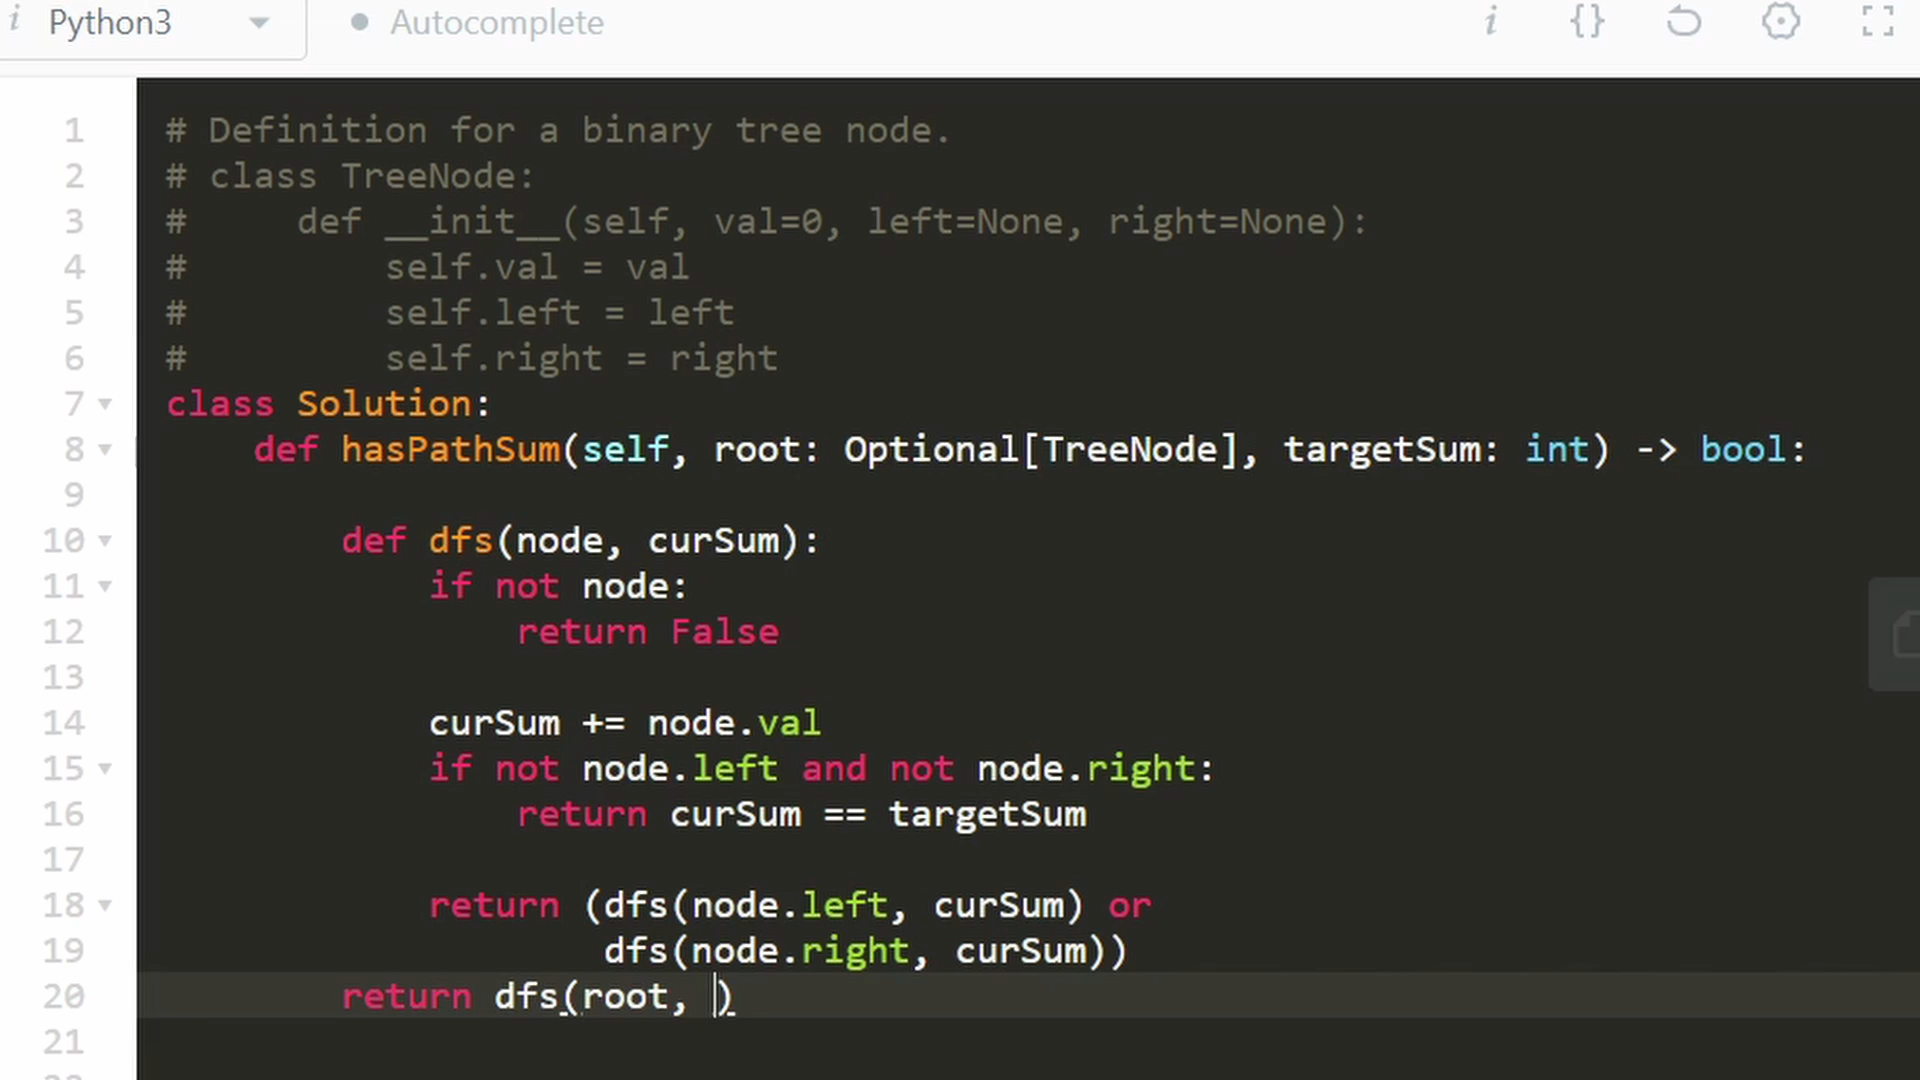 i Python3 Autocomplete i {}
1 # Definition for a binary tree node.
2 # class TreeNode:
3 #     def __init__(self, val=0, left=None, right=None):
4 #         self.val = val
5 #         self.left = left
6 #         self.right = right
7 class Solution:
8     def hasPathSum(self, root: Optional[TreeNode], targetSum: int) -> bool:
9
10         def dfs(node, curSum):
11             if not node:
12                 return False
13
14             curSum += node.val
15             if not node.left and not node.right:
16                 return curSum == targetSum
17
18             return (dfs(node.left, curSum) or
19                     dfs(node.right, curSum))
20         return dfs(root, )
21